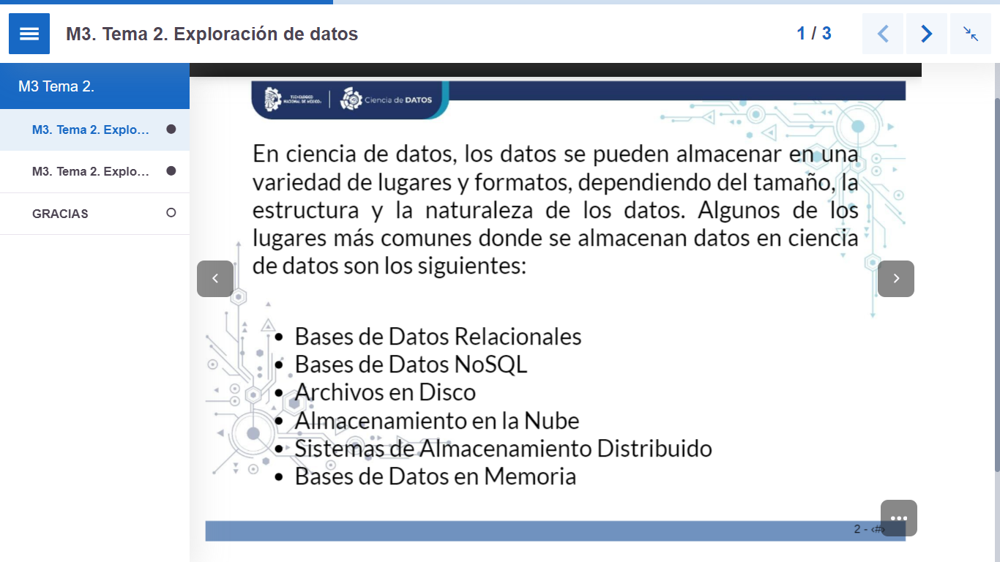 M3. Tema 2. Exploración de datos
1 / 3
M3 Tema 2.
M3. Tema 2. Explo...
M3. Tema 2. Explo...
GRACIAS
TECNOLÓGICO
NACIONAL DE MÉXICO
Ciencia de DATOS
En ciencia de datos, los datos se pueden almacenar en una
variedad de lugares y formatos, dependiendo del tamaño, la
estructura y la naturaleza de los datos. Algunos de los
lugares más comunes donde se almacenan datos en ciencia
de datos son los siguientes:
• Bases de Datos Relacionales
• Bases de Datos NoSQL
• Archivos en Disco
• Almacenamiento en la Nube
• Sistemas de Almacenamiento Distribuido
• Bases de Datos en Memoria
2 - ‹#›